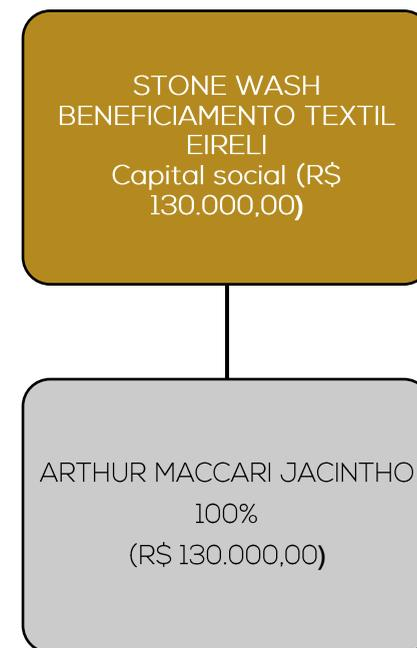 STONE WASH
BENEFICIAMENTO TEXTIL
EIRELI
Capital social (R$
130.000,00)
ARTHUR MACCARI JACINTHO
100%
(R$ 130.000,00)